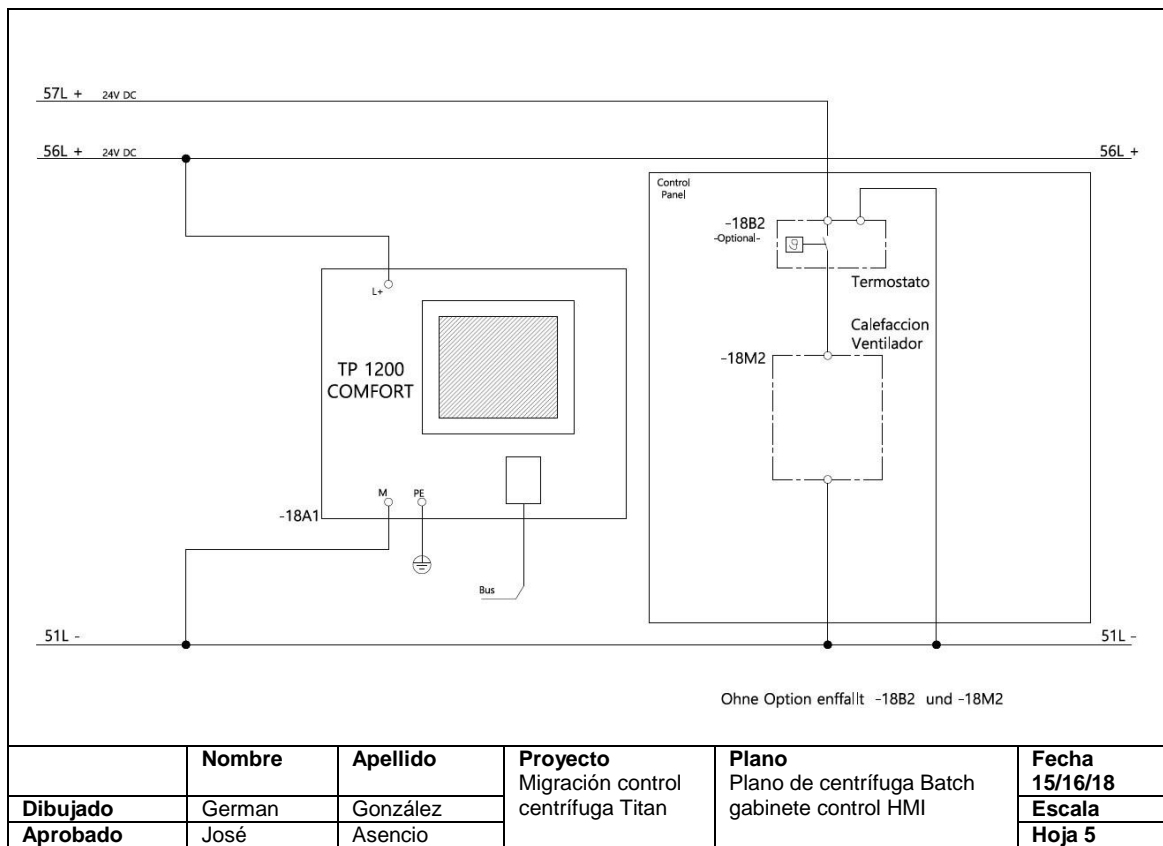 57L + 24V DC
56L + 24V DC
56L +
Control
Panel
-18B2
-Optional-
Termostato
L+
TP 1200
COMFORT
Calefaccion
Ventilador
-18M2
M
PE
-18A1
Bus
51L -
51L -
Ohne Option enffallt -18B2 und -18M2
Nombre Apellido Proyecto Plano Fecha
Migración control Plano de centrífuga Batch 15/16/18
Dibujado German González centrífuga Titan gabinete control HMI Escala
Aprobado José Asencio Hoja 5